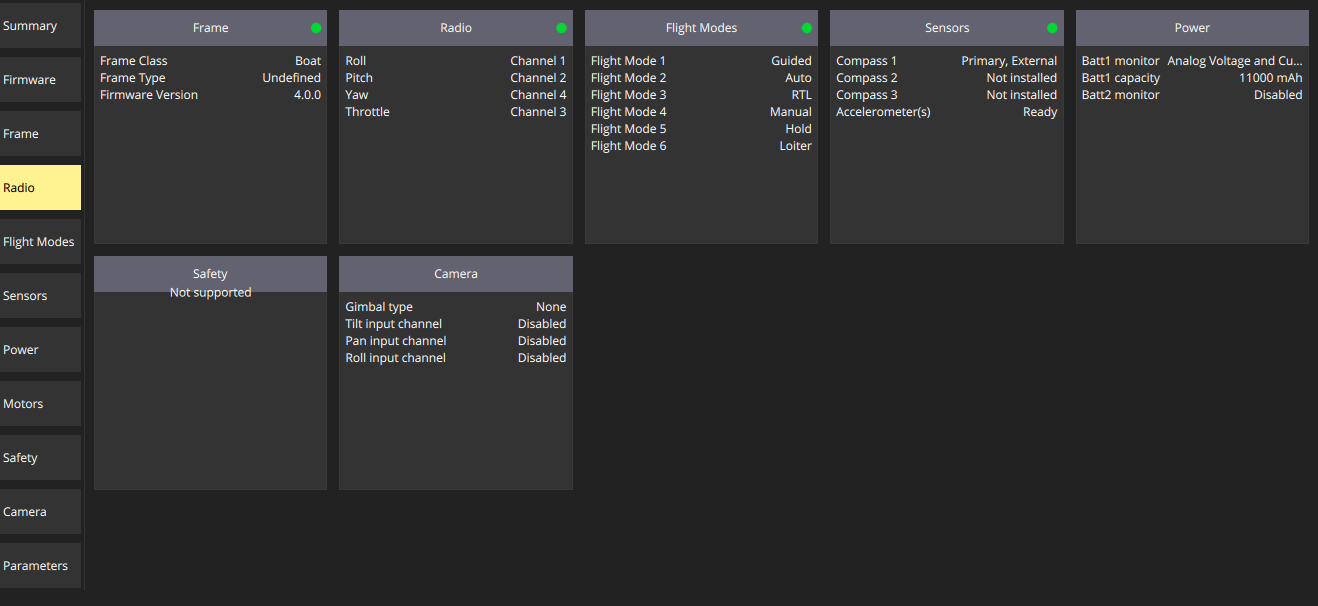 Summary
Firmware
Frame
Radio
Flight Modes
Sensors
Power
Motors
Safety
Camera
Parameters
Frame
Frame Class Boat
Frame Type Undefined
Firmware Version 4.0.0
Radio
Roll Channel 1
Pitch Channel 2
Yaw Channel 4
Throttle Channel 3
Flight Modes
Flight Mode 1 Guided
Flight Mode 2 Auto
Flight Mode 3 RTL
Flight Mode 4 Manual
Flight Mode 5 Hold
Flight Mode 6 Loiter
Sensors
Compass 1 Primary, External
Compass 2 Not installed
Compass 3 Not installed
Accelerometer(s) Ready
Power
Batt1 monitor Analog Voltage and Cu...
Batt1 capacity 11000 mAh
Batt2 monitor Disabled
Safety
Not supported
Camera
Gimbal type None
Tilt input channel Disabled
Pan input channel Disabled
Roll input channel Disabled